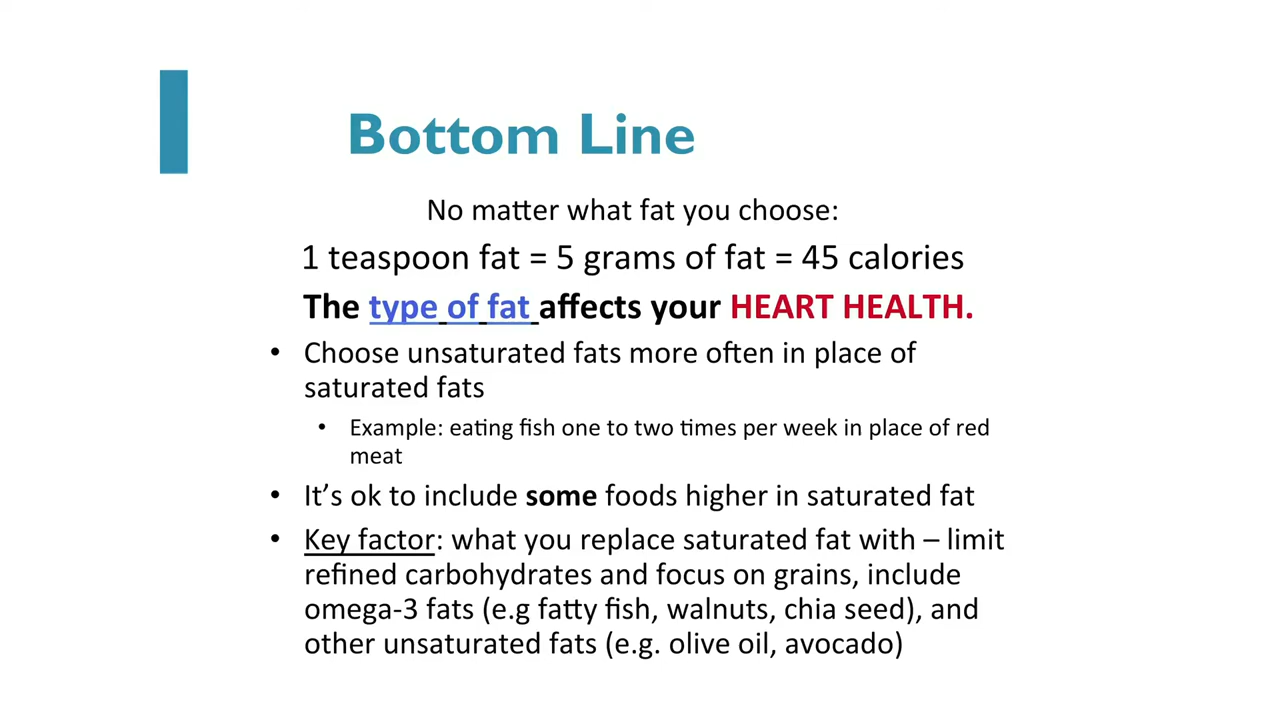 Bottom Line
No matter what fat you choose:
1 teaspoon fat = 5 grams of fat = 45 calories
The type of fat affects your HEART HEALTH.
• Choose unsaturated fats more often in place of
saturated fats
• Example: eating fish one to two times per week in place of red
meat
• It’s ok to include some foods higher in saturated fat
• Key factor: what you replace saturated fat with – limit
refined carbohydrates and focus on grains, include
omega-3 fats (e.g fatty fish, walnuts, chia seed), and
other unsaturated fats (e.g. olive oil, avocado)